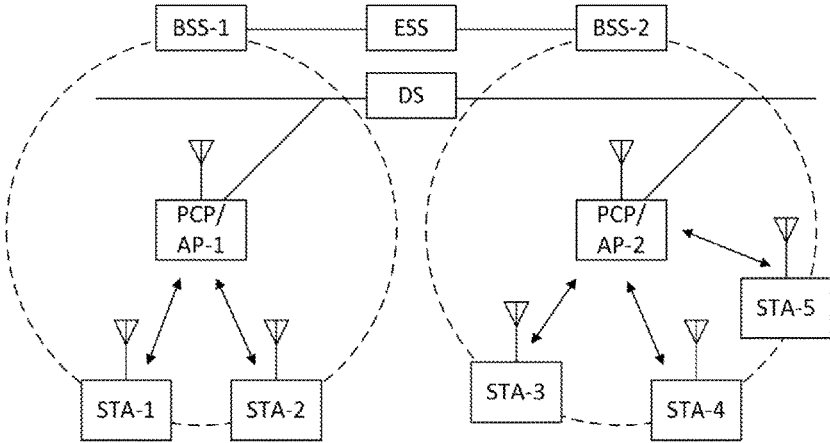 BSS-1
ESS
BSS-2
DS
PCP/
AP-1
PCP/
AP-2
STA-5
STA-1
STA-2
STA-3
STA-4